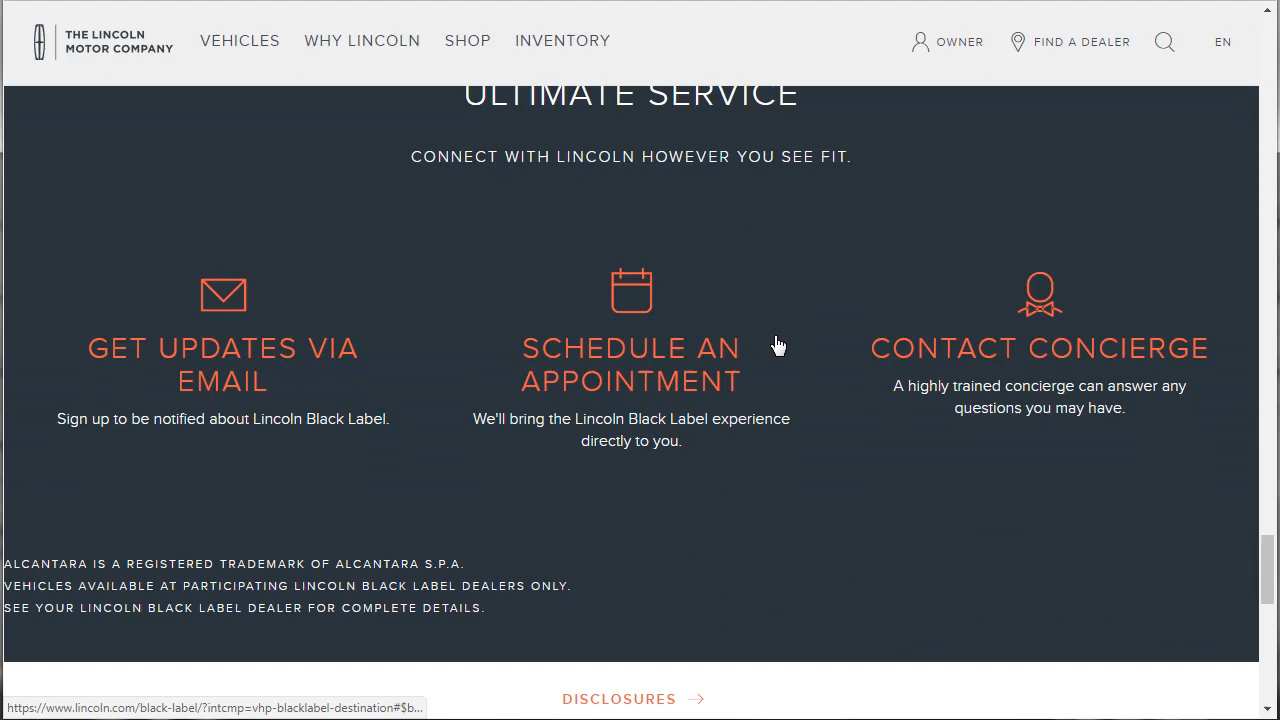 THE LINCOLN
MOTOR COMPANY
VEHICLES WHY LINCOLN SHOP INVENTORY
OWNER FIND A DEALER EN
ULTIMATE SERVICE
CONNECT WITH LINCOLN HOWEVER YOU SEE FIT.
GET UPDATES VIA
EMAIL
Sign up to be notified about Lincoln Black Label.
SCHEDULE AN
APPOINTMENT
We'll bring the Lincoln Black Label experience
directly to you.
CONTACT CONCIERGE
A highly trained concierge can answer any
questions you may have.
ALCANTARA IS A REGISTERED TRADEMARK OF ALCANTARA S.P.A.
VEHICLES AVAILABLE AT PARTICIPATING LINCOLN BLACK LABEL DEALERS ONLY.
SEE YOUR LINCOLN BLACK LABEL DEALER FOR COMPLETE DETAILS.
DISCLOSURES
https://www.lincoln.com/black-label/?intcmp=vhp-blacklabel-destination#$b...